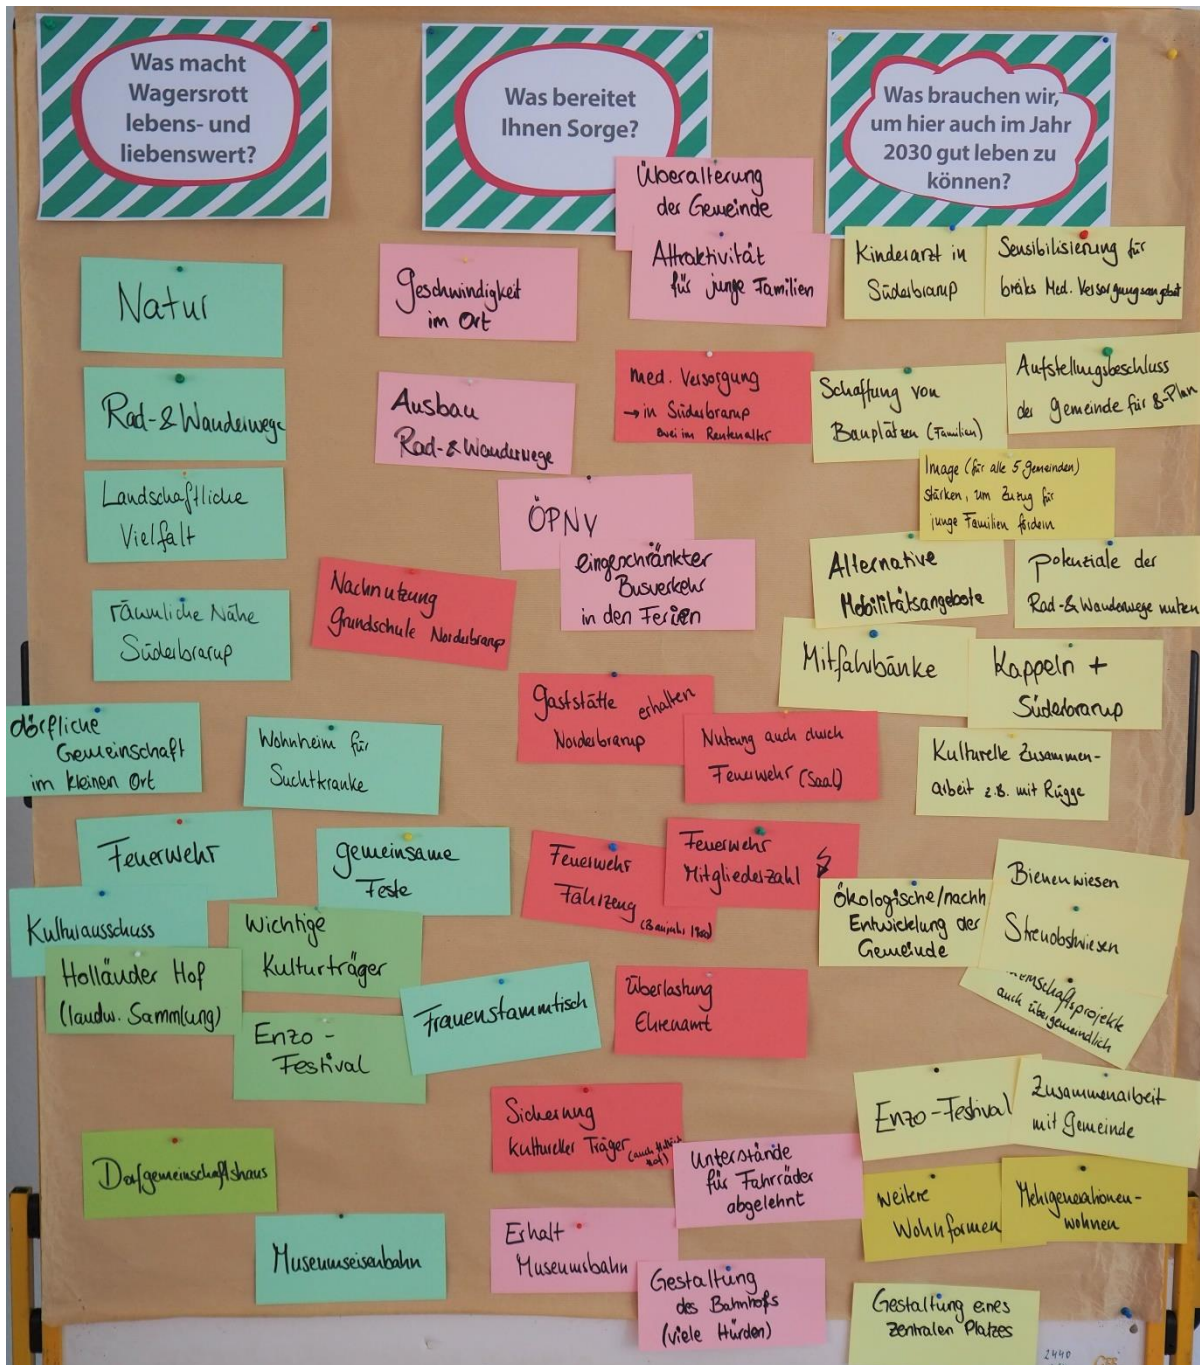 Was macht
Wagersrott
lebens- und
liebenswert?
Natur
Rad- & Wanderwege
Landschaftliche
Vielfalt
räumliche Nähe
Süderbrarup
dörfliche
Gemeinschaft
im kleinen Ort
Wohnheim für
Suchtkranke
Feuerwehr
gemeinsame
Feste
Kulturausschuss
Wichtige
Kulturträger
Holländer Hof
(landw. Sammlung)
Enzo-
Festival
Frauenstammtisch
Dorfgemeinschaftshaus
Museumseisenbahn
Was bereitet
Ihnen Sorge?
Überalterung
der Gemeinde
Attraktivität
für junge Familien
Geschwindigkeit
im Ort
med. Versorgung
→ in Süderbrarup
zwei im Rentenalter
Ausbau
Rad- & Wanderwege
ÖPNV
eingeschränkter
Busverkehr
in den Ferien
Nachnutzung
Grundschule Norderbrarup
Gaststätte erhalten
Norderbrarup
Nutzung auch durch
Feuerwehr (Saal)
Feuerwehr
Fahrzeug
(Baujahr
Feuerwehr
Mitgliederzahl
Überlastung
Ehrenamt
Sicherung
kultureller Träger (auch
Unterstände
für Fahrräder
abgelehnt
Erhalt
Museumsbahn
Gestaltung
des Bahnhofs
(viele Hürden)
Was brauchen wir,
um hier auch im Jahr
2030 gut leben zu
können?
Kinderarzt in
Süderbrarup
Sensibilisierung für
Med. Versorgungsangebot
Schaffung von
Bauplätzen (Familien)
Aufstellungsbeschluss
der Gemeinde für B-Plan
Image (für alle 5 Gemeinden)
stärken, um Zuzug für
junge Familien fördern
Alternative
Mobilitätsangebote
Potenziale der
Rad- & Wanderwege nutzen
Mitfahrbänke
Kappeln +
Süderbrarup
Kulturelle Zusammen-
arbeit z.B. mit Rügge
Ökologische/nachh
Entwicklung der
Gemeinde
Bienenwiesen
Streuobstwiesen
auch übergemeindlich
Enzo-Festival
Zusammenarbeit
mit Gemeinde
weitere
Wohnformen
Mehrgenerationen-
wohnen
Gestaltung eines
zentralen Platzes
2440